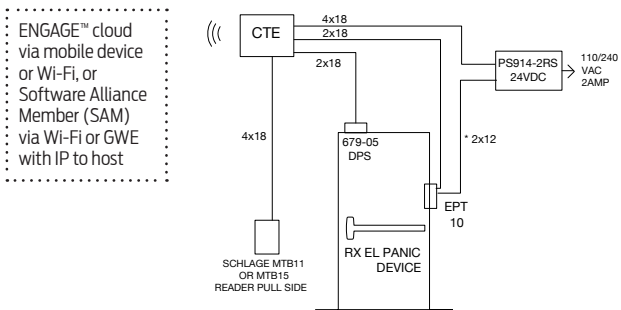 ENGAGE™ cloud
via mobile device
or Wi-Fi, or
Software Alliance
Member (SAM)
via Wi-Fi or GWE
with IP to host
CTE
4x18
2x18
2x18
PS914-2RS
24VDC
110/240
VAC
2AMP
4x18
679-05
DPS
* 2x12
EPT
10
RX EL PANIC
DEVICE
SCHLAGE MTB11
OR MTB15
READER PULL SIDE